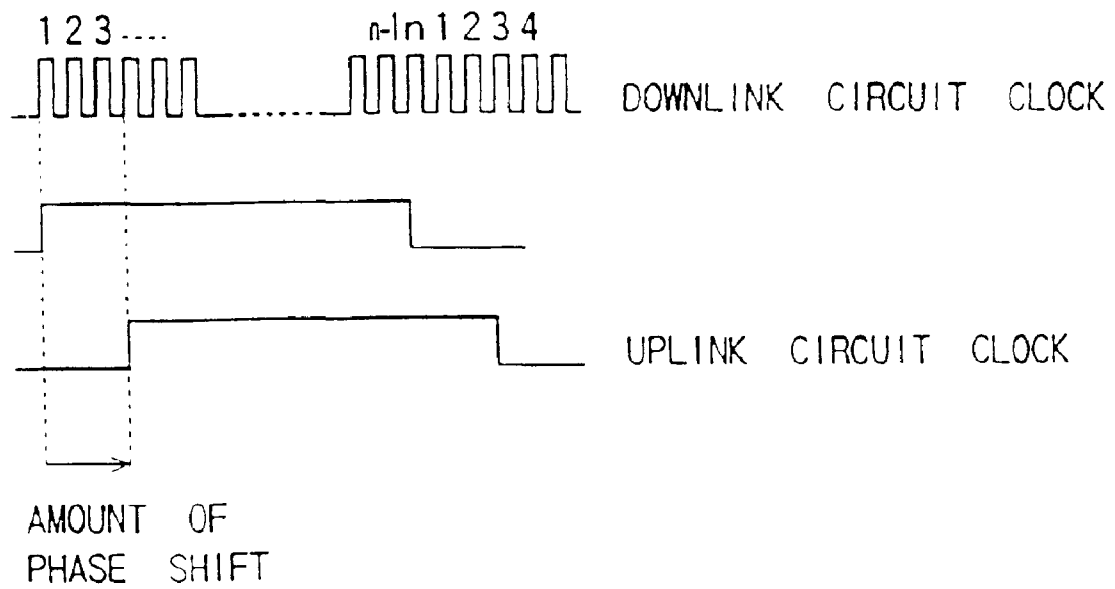 1 2 3 ----
n-1 n 1 2 3 4
DOWNLINK CIRCUIT CLOCK
UPLINK CIRCUIT CLOCK
AMOUNT OF
PHASE SHIFT